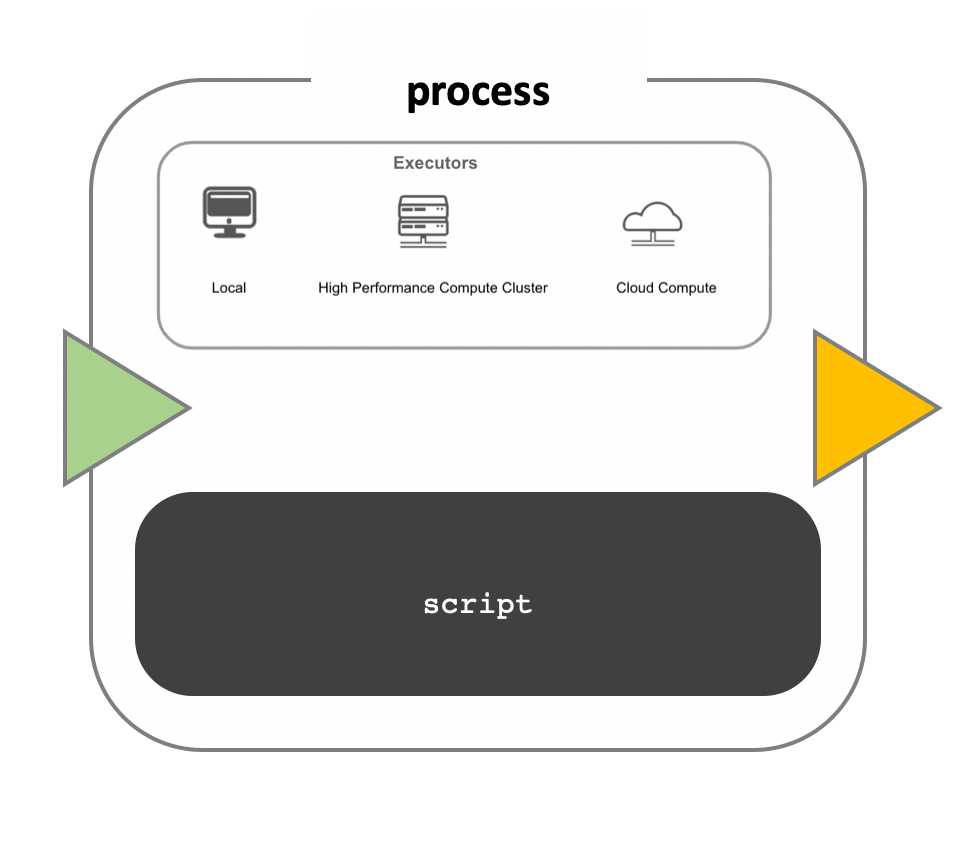 process
Executors
Local
High Performance Compute Cluster
Cloud Compute
script